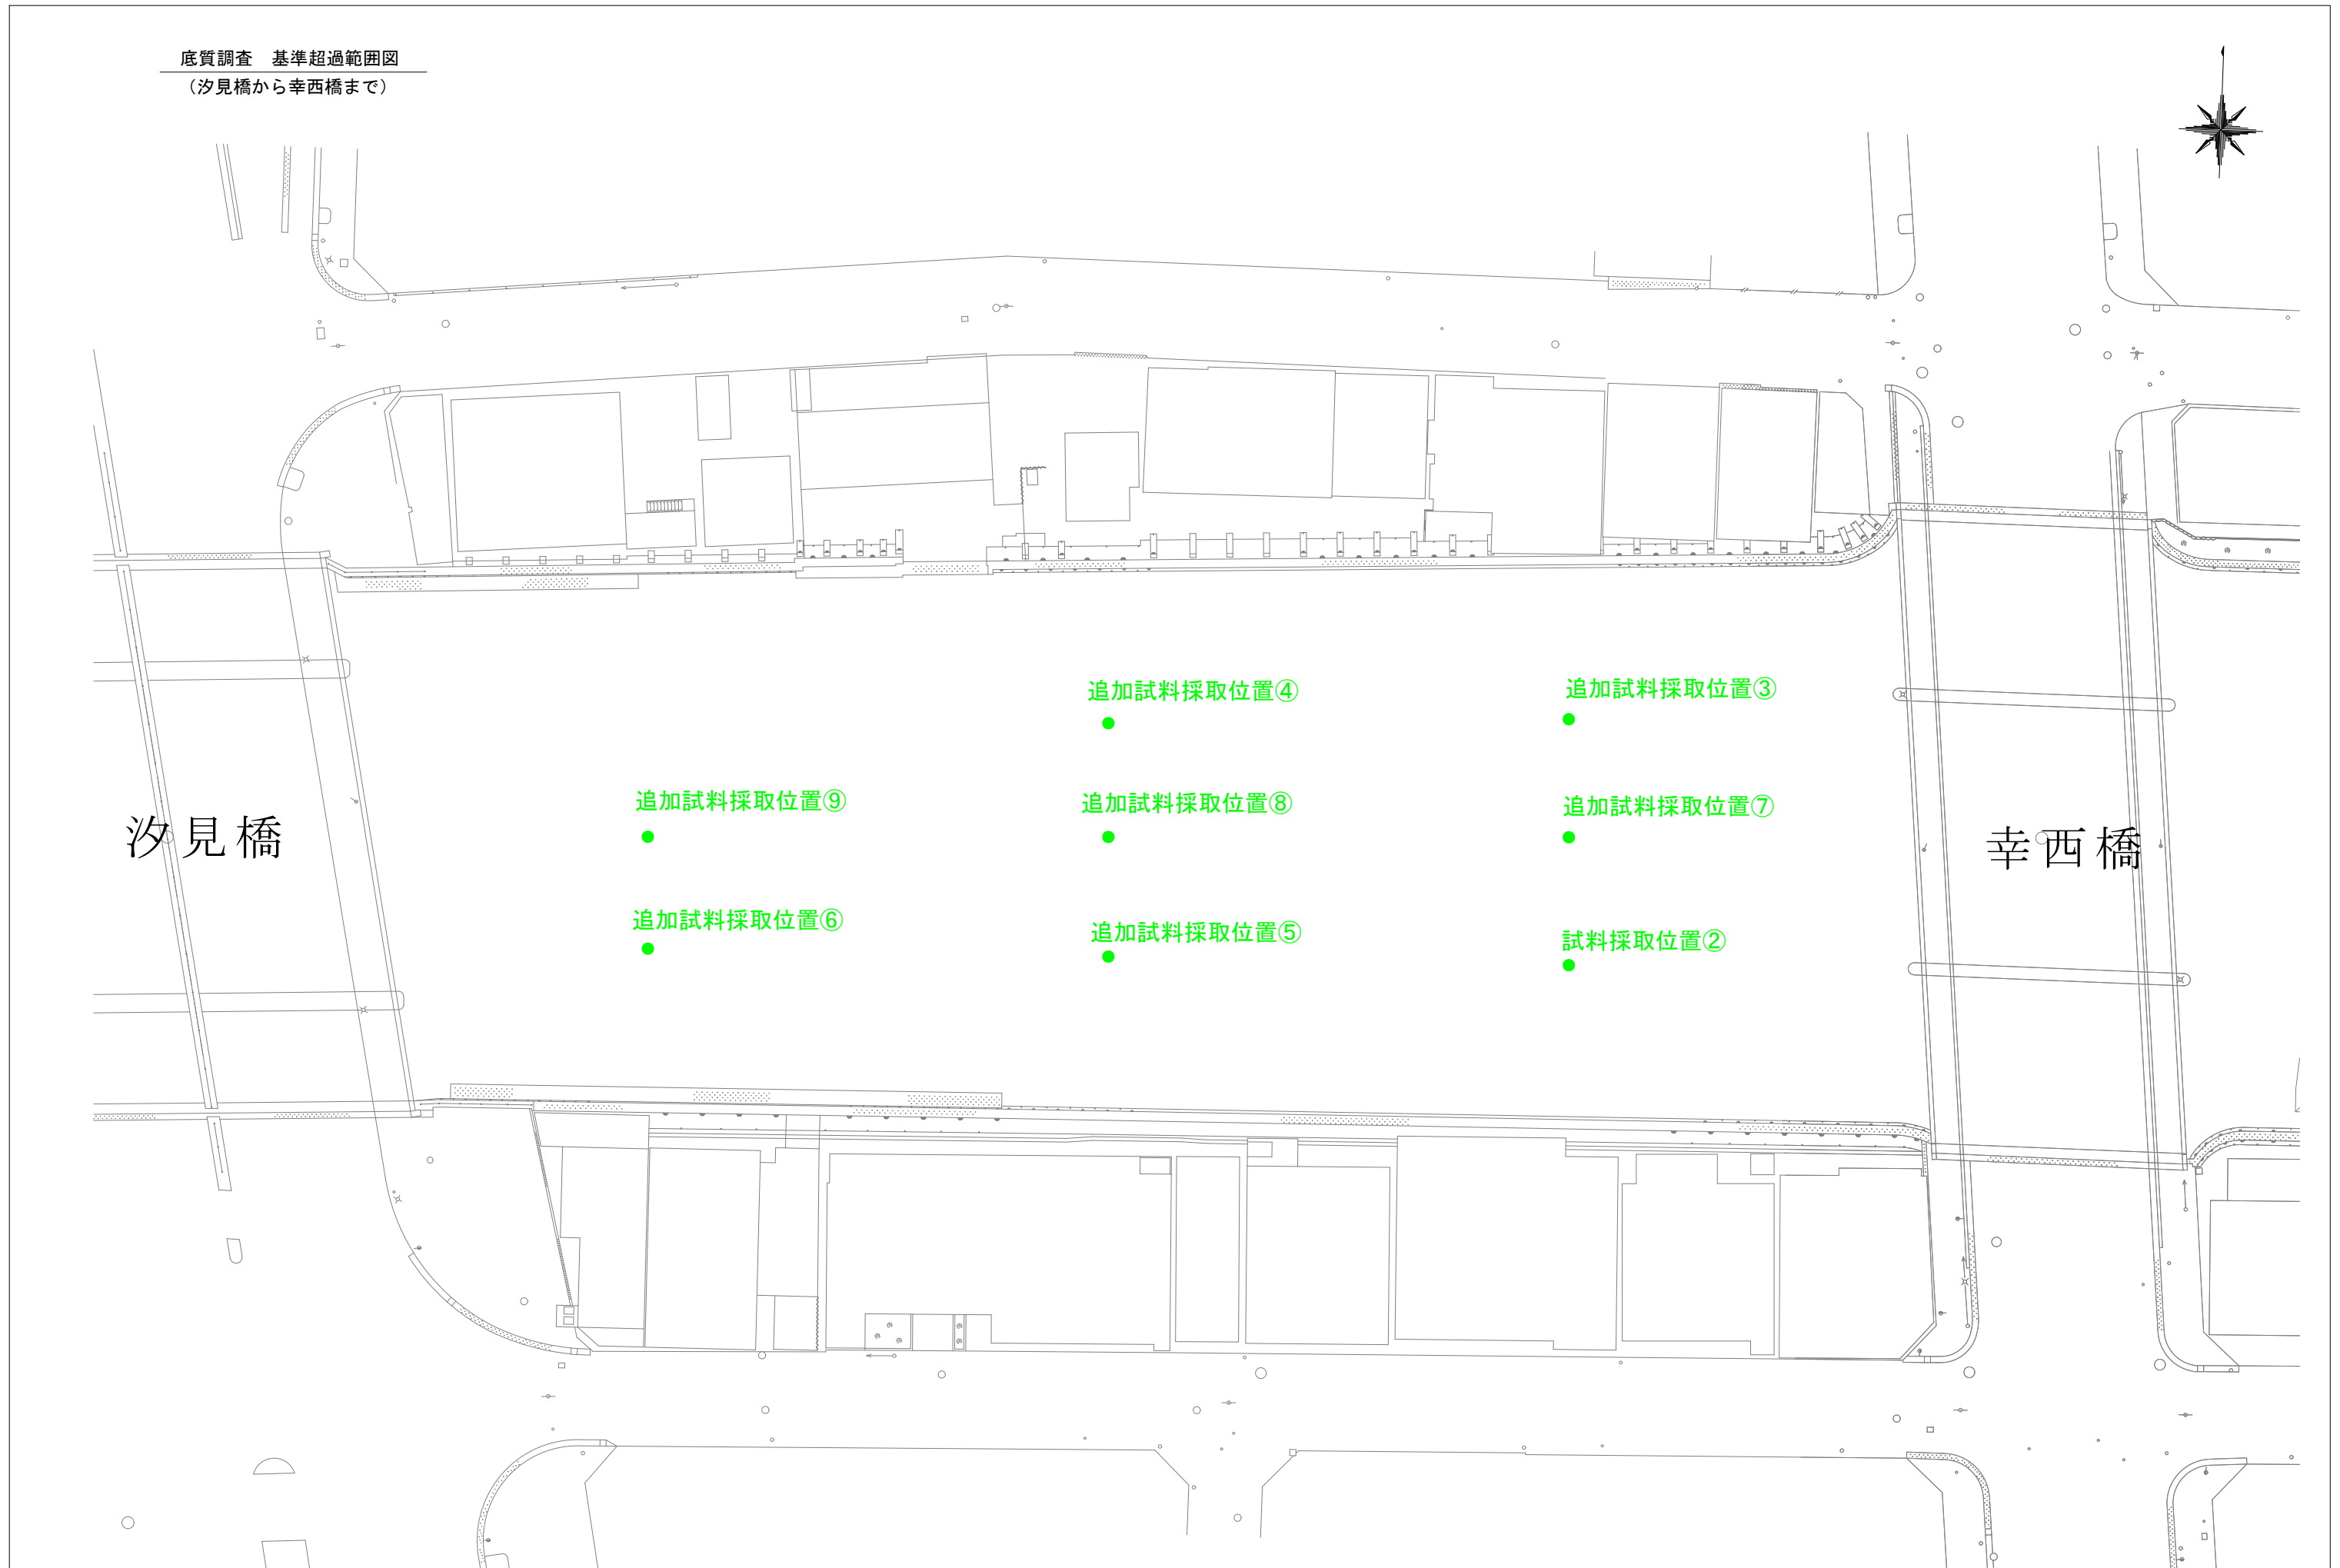 底質調査　基準超過範囲図
（汐見橋から幸西橋まで）
追加試料採取位置④
追加試料採取位置③
追加試料採取位置⑨
追加試料採取位置⑧
追加試料採取位置⑦
汐見橋
幸西橋
追加試料採取位置⑥
追加試料採取位置⑤
試料採取位置②